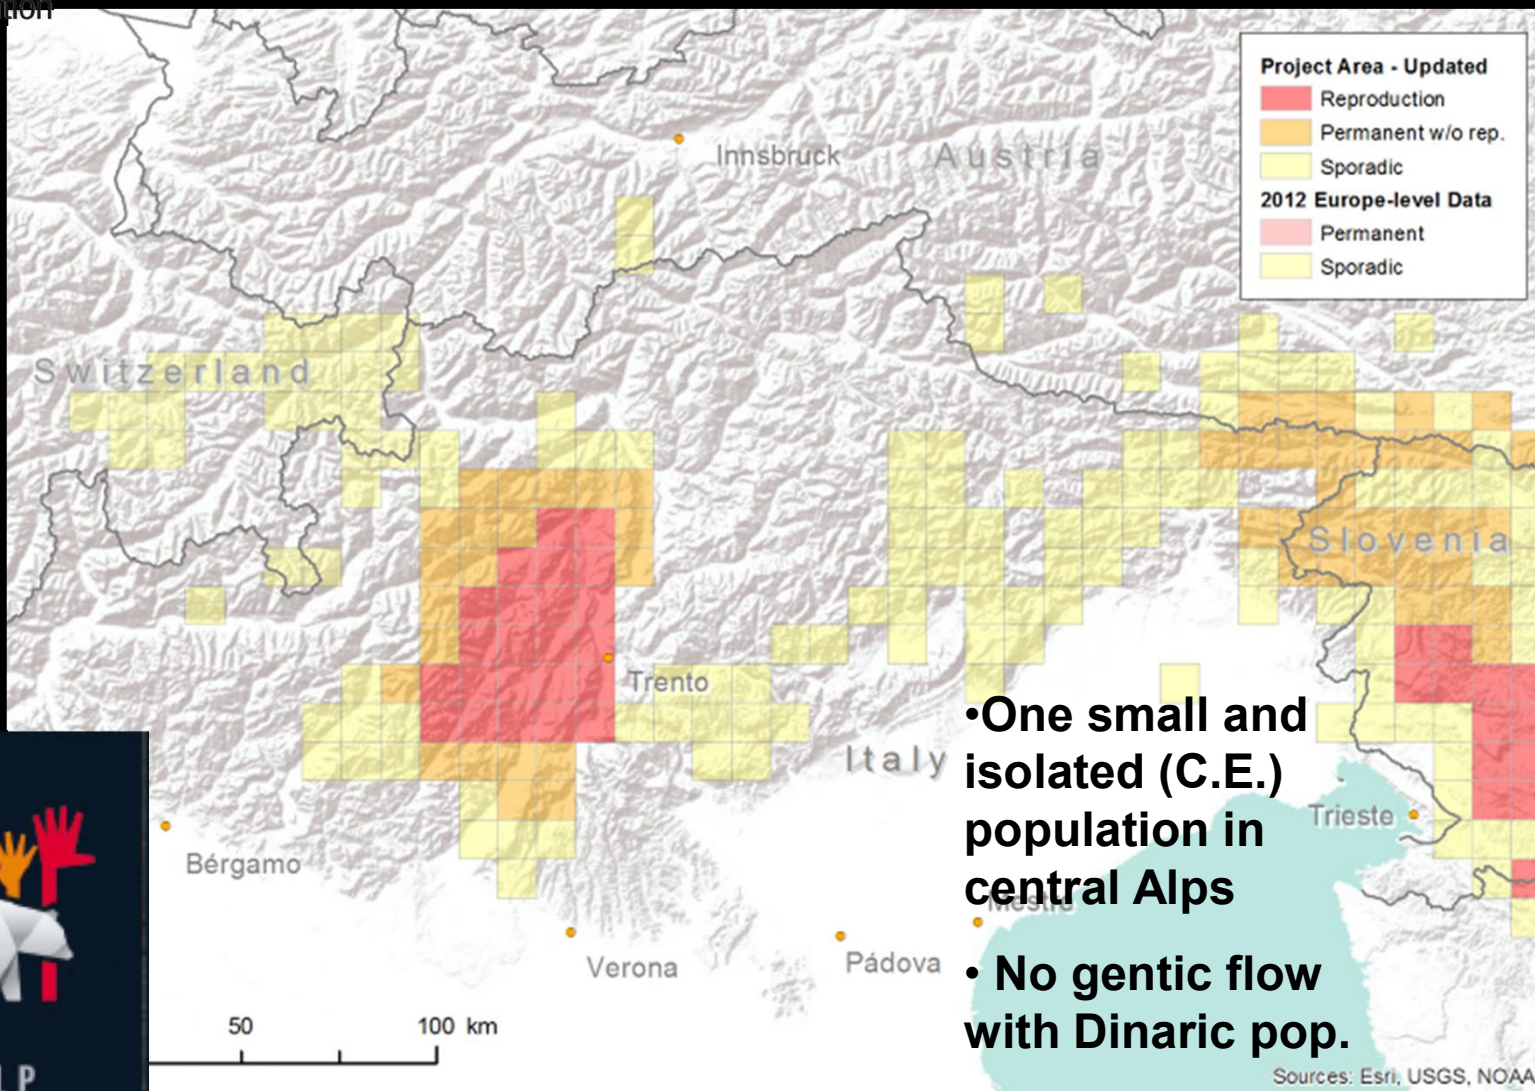 Project Area - Updated
Reproduction
Permanent w/o rep.
Sporadic
2012 Europe-level Data
Permanent
Sporadic
Innsbruck
Austria
Switzerland
Slovenia
Trento
Italy
Trieste
Bérgamo
Mestre
Verona
Pádova
•One small and
isolated (C.E.)
population in
central Alps
• No gentic flow
with Dinaric pop.
50
100 km
Sources: Esri, USGS, NOAA